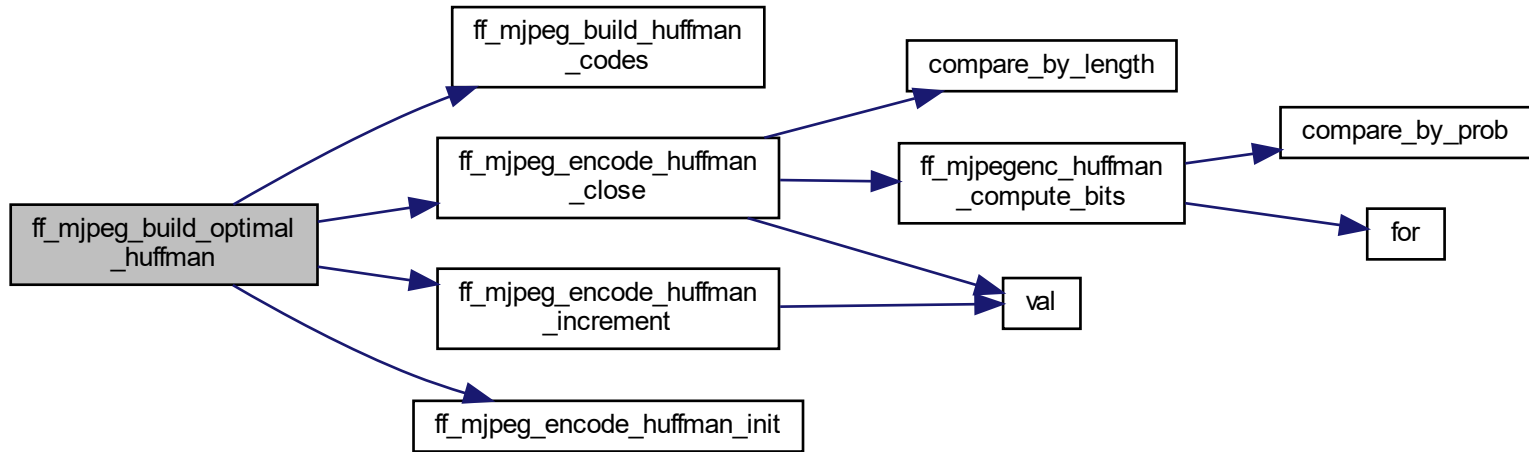 ff_mjpeg_build_optimal
_huffman
ff_mjpeg_build_huffman
_codes
ff_mjpeg_encode_huffman
_close
ff_mjpeg_encode_huffman
_increment
ff_mjpeg_encode_huffman_init
compare_by_length
ff_mjpegenc_huffman
_compute_bits
val
compare_by_prob
for